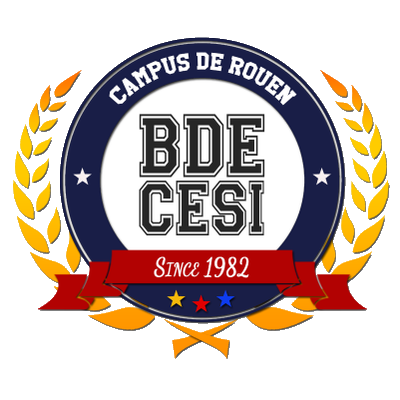 CAMPUS DE ROUEN
BDE
CESI
SINCE 1982